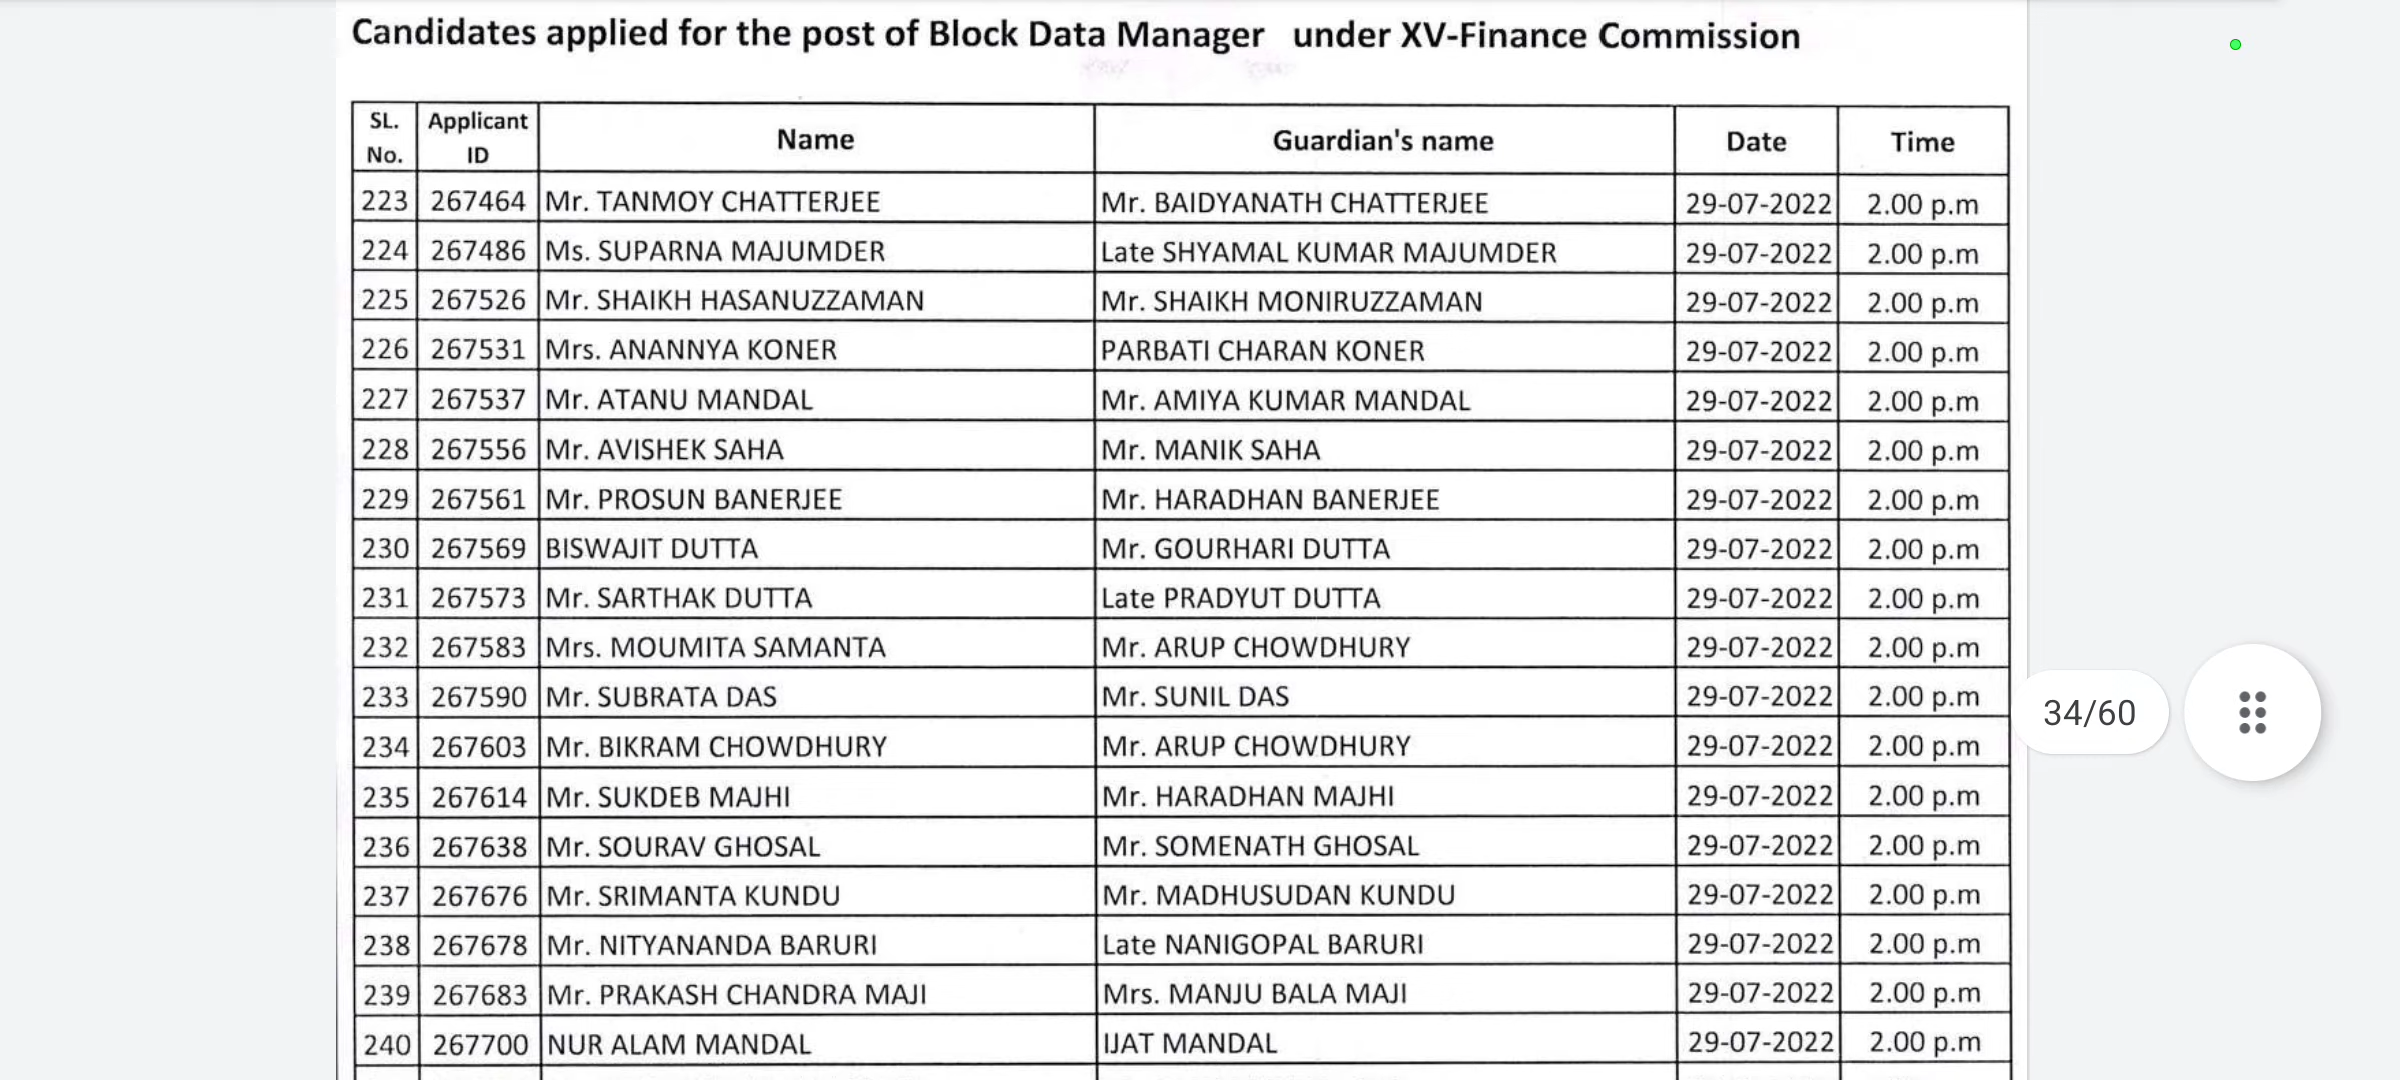 Candidates applied for the post of Block Data Manager under XV-Finance Commission
SL. No. Applicant ID Name Guardian's name Date Time
223 267464 Mr. TANMOY CHATTERJEE Mr. BAIDYANATH CHATTERJEE 29-07-2022 2.00 p.m
224 267486 Ms. SUPARNA MAJUMDER Late SHYAMAL KUMAR MAJUMDER 29-07-2022 2.00 p.m
225 267526 Mr. SHAIKH HASANUZZAMAN Mr. SHAIKH MONIRUZZAMAN 29-07-2022 2.00 p.m
226 267531 Mrs. ANANNYA KONER PARBATI CHARAN KONER 29-07-2022 2.00 p.m
227 267537 Mr. ATANU MANDAL Mr. AMIYA KUMAR MANDAL 29-07-2022 2.00 p.m
228 267556 Mr. AVISHEK SAHA Mr. MANIK SAHA 29-07-2022 2.00 p.m
229 267561 Mr. PROSUN BANERJEE Mr. HARADHAN BANERJEE 29-07-2022 2.00 p.m
230 267569 BISWAJIT DUTTA Mr. GOURHARI DUTTA 29-07-2022 2.00 p.m
231 267573 Mr. SARTHAK DUTTA Late PRADYUT DUTTA 29-07-2022 2.00 p.m
232 267583 Mrs. MOUMITA SAMANTA Mr. ARUP CHOWDHURY 29-07-2022 2.00 p.m
233 267590 Mr. SUBRATA DAS Mr. SUNIL DAS 29-07-2022 2.00 p.m
34/60
234 267603 Mr. BIKRAM CHOWDHURY Mr. ARUP CHOWDHURY 29-07-2022 2.00 p.m
235 267614 Mr. SUKDEB MAJHI Mr. HARADHAN MAJHI 29-07-2022 2.00 p.m
236 267638 Mr. SOURAV GHOSAL Mr. SOMENATH GHOSAL 29-07-2022 2.00 p.m
237 267676 Mr. SRIMANTA KUNDU Mr. MADHUSUDAN KUNDU 29-07-2022 2.00 p.m
238 267678 Mr. NITYANANDA BARURI Late NANIGOPAL BARURI 29-07-2022 2.00 p.m
239 267683 Mr. PRAKASH CHANDRA MAJI Mrs. MANJU BALA MAJI 29-07-2022 2.00 p.m
240 267700 NUR ALAM MANDAL IJAT MANDAL 29-07-2022 2.00 p.m